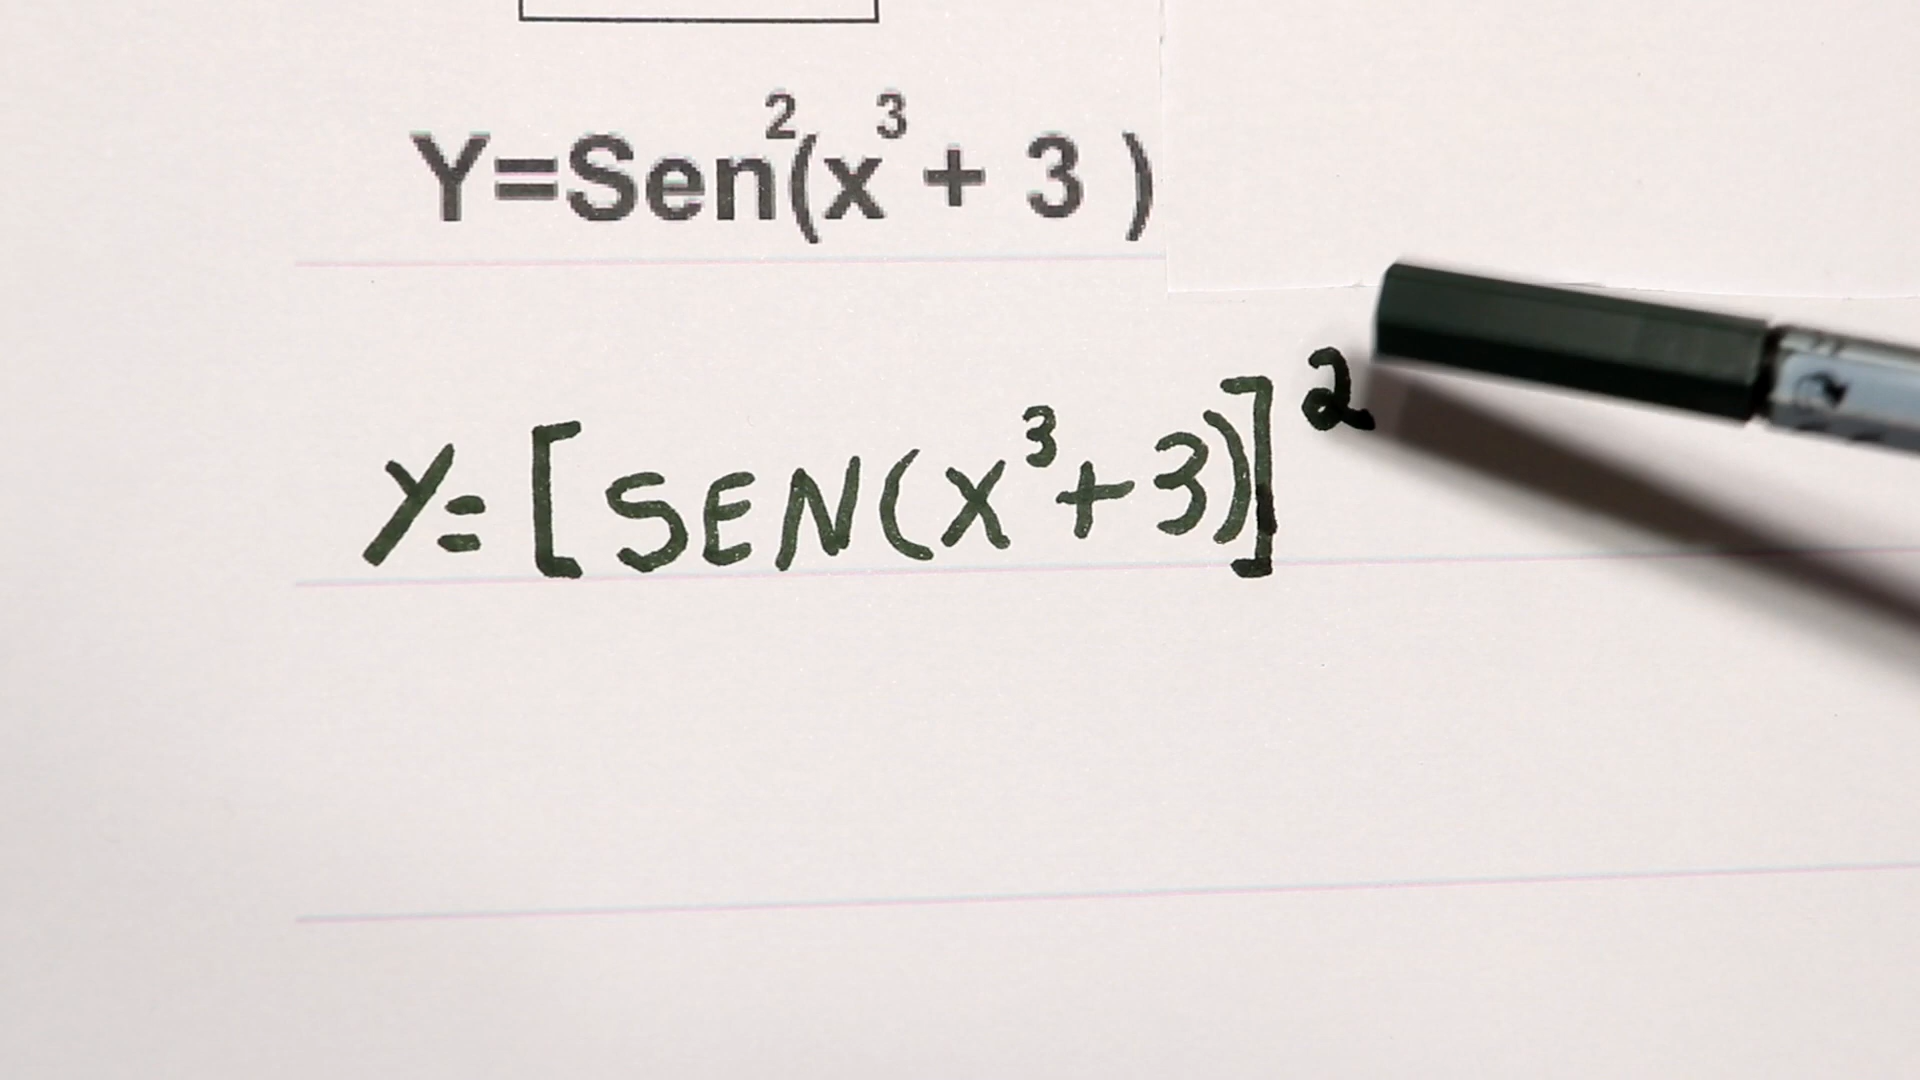 Y=Sen²(x³ + 3 )
Y=[SEN(X³+3)]²